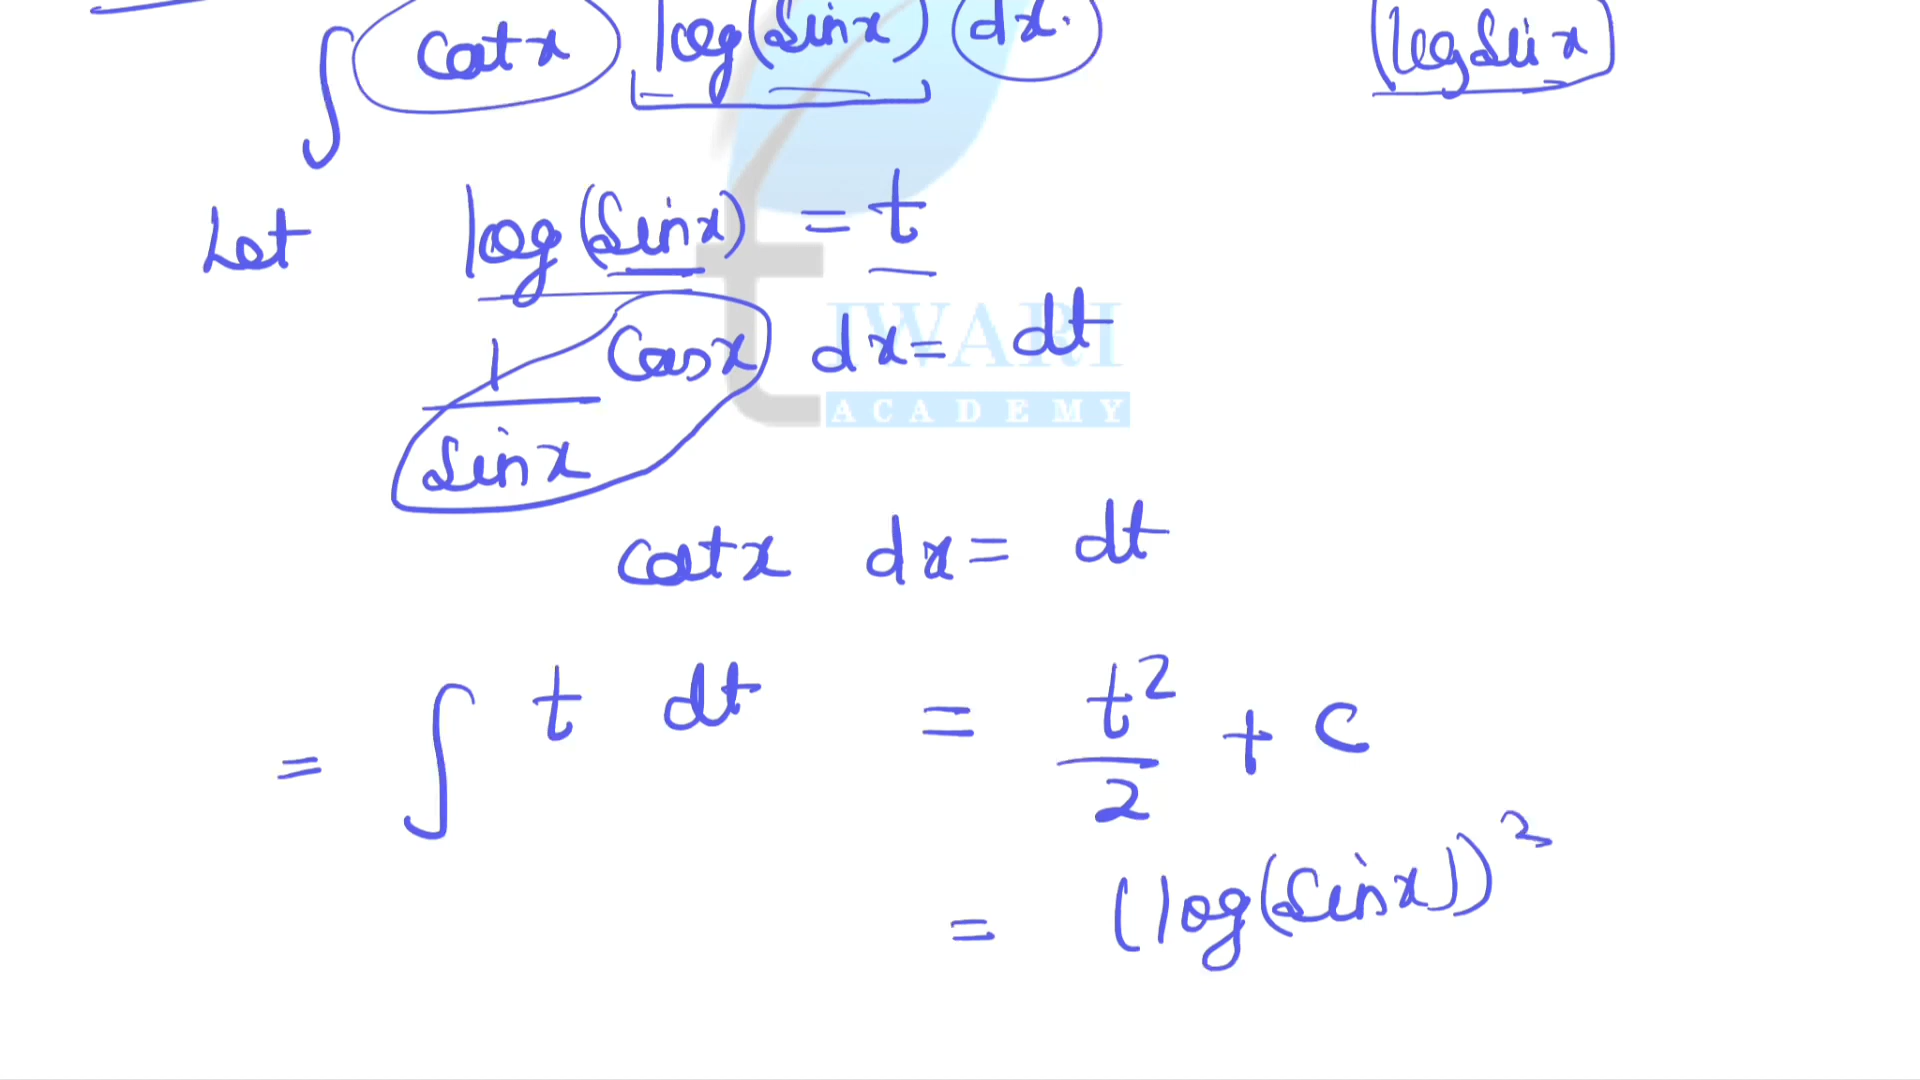 ∫ cot x log(sin x) dx. log sin x
Let log(sin x) = t
1/sin x cos x dx = dt
cot x dx = dt
= ∫ t dt = t²/2 + c
= (log(sin x))²
TIWARI
ACADEMY